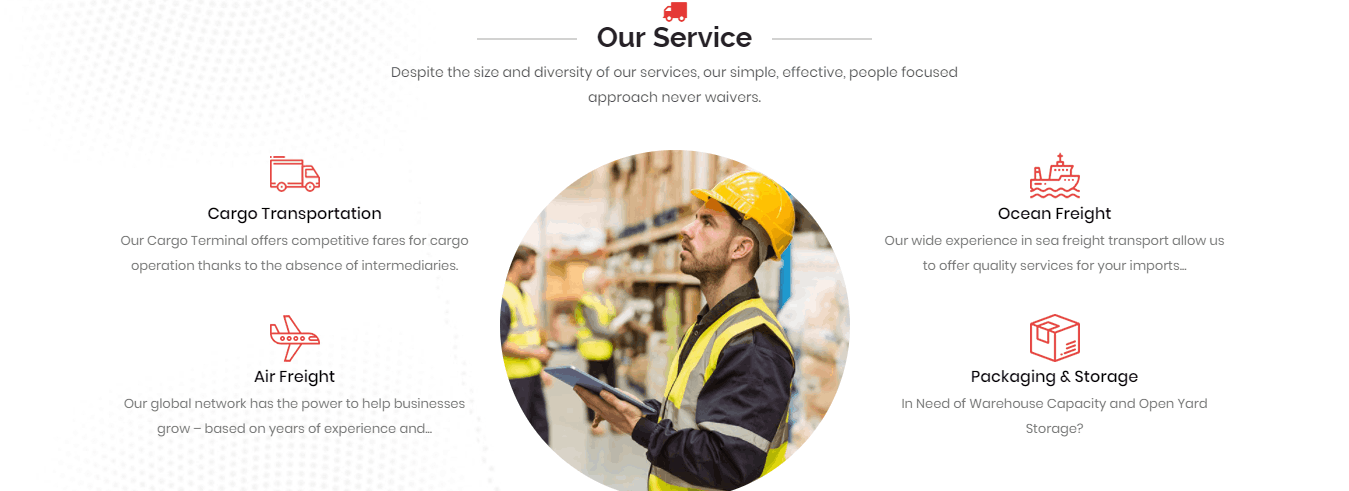 Our Service
Despite the size and diversity of our services, our simple, effective, people focused
approach never waivers.
Cargo Transportation
Our Cargo Terminal offers competitive fares for cargo
operation thanks to the absence of intermediaries.
Air Freight
Our global network has the power to help businesses
grow – based on years of experience and...
Ocean Freight
Our wide experience in sea freight transport allow us
to offer quality services for your imports...
Packaging & Storage
In Need of Warehouse Capacity and Open Yard
Storage?